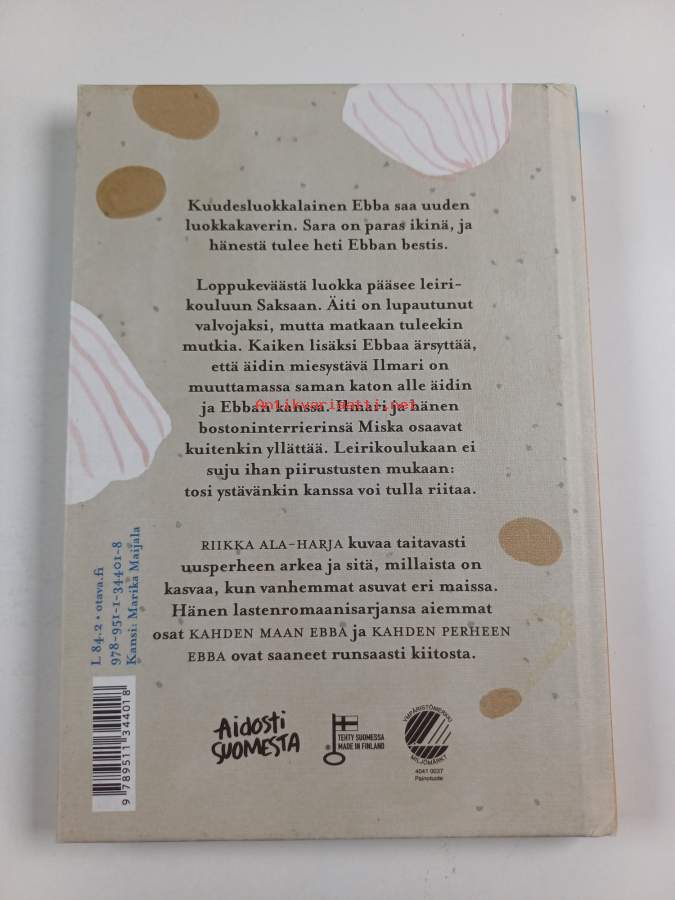 Kuudesluokkalainen Ebba saa uuden
luokkakaverin. Sara on paras ikinä, ja
hänestä tulee heti Ebban bestis.
Loppukeväästä luokka pääsee leiri-
kouluun Saksaan. Äiti on lupautunut
valvojaksi, mutta matkaan tuleekin
mutkia. Kaiken lisäksi Ebbaa ärsyttää,
että äidin miesystävä Ilmari on
muuttamassa saman katon alle äidin
ja Ebban kanssa. Ilmari ja hänen
Antikvariaatti.net
bostoninterrierinsä Miska osaavat
kuitenkin yllättää. Leirikoulukaan ei
suju ihan piirustusten mukaan:
tosi ystävänkin kanssa voi tulla riitaa.
RIIKKA ALA-HARJA kuvaa taitavasti
uusperheen arkea ja sitä, millaista on
kasvaa, kun vanhemmat asuvat eri maissa.
Hänen lastenromaanisarjansa aiemmat
osat KAHDEN MAAN EBBA ja KAHDEN PERHEEN
EBBA ovat saaneet runsaasti kiitosta.
L 84.2 • otava.fi
978-951-1-34401-8
Kansi: Marika Maijala
9 789511 344018
Aidosti
SUOMESTA
TEHTY SUOMESSA
MADE IN FINLAND
YMPÄRISTÖMERKKI
MILJÖMÄRKT
4041 0037
Painotuote